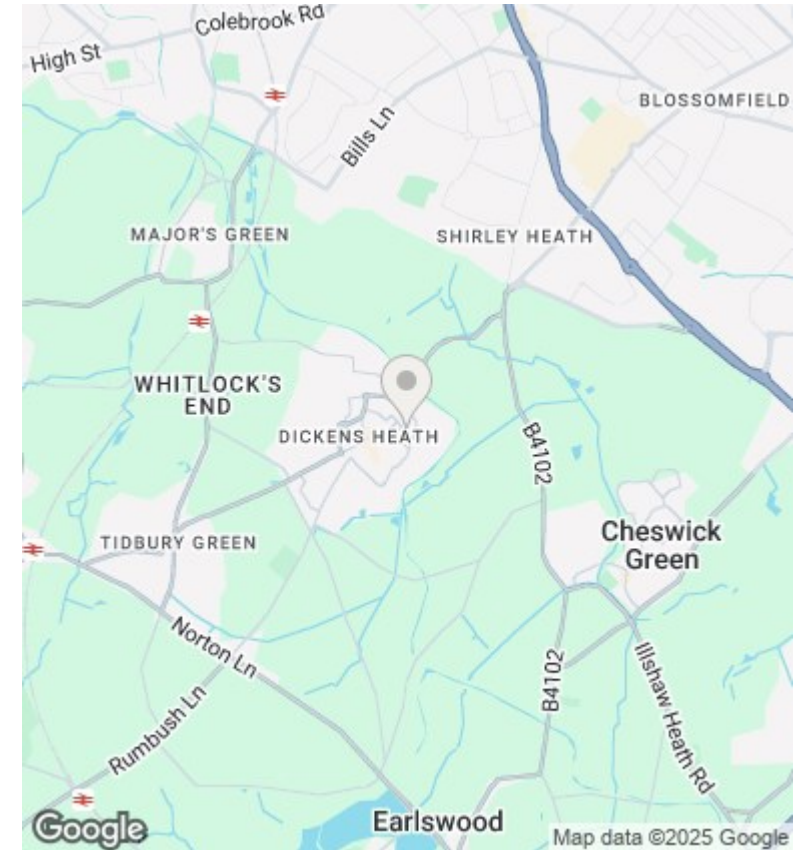 Colebrook Rd
High St
BLOSSOMFIELD
Bills Ln
MAJOR'S GREEN
SHIRLEY HEATH
WHITLOCK'S
END
DICKENS HEATH
B4102
Cheswick
Green
TIDBURY GREEN
Norton Ln
B4102
Illshaw Heath Rd
Rumbush Ln
Earlswood
Google
Map data ©2025 Google